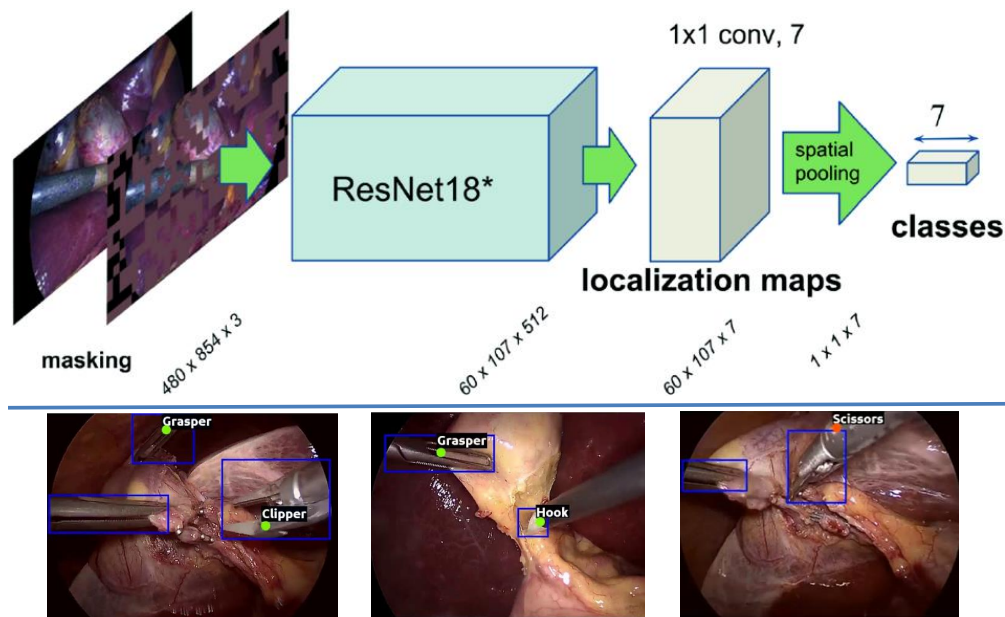 1x1 conv, 7
ResNet18*
spatial
pooling
7
classes
localization maps
masking
480 x 854 x 3
60 x 107 x 512
60 x 107 x 7
1 x 1 x 7
Grasper
Clipper
Grasper
Hook
Scissors